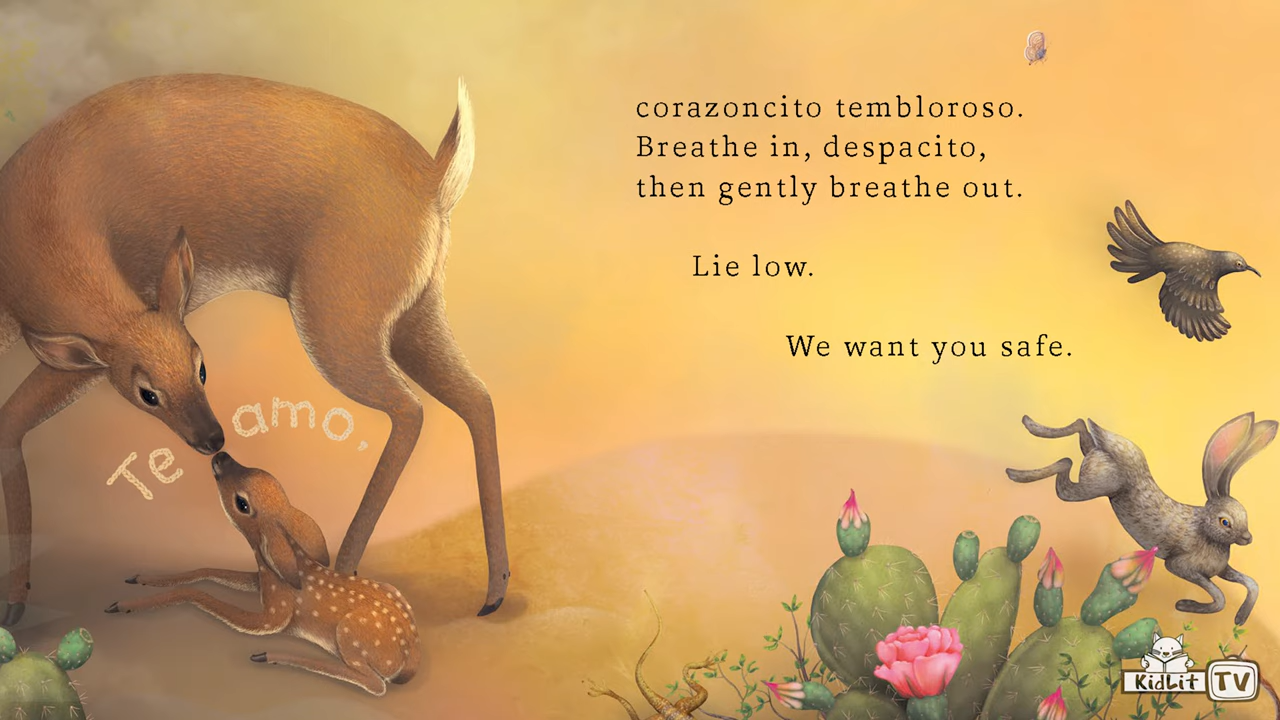 Te amo,
corazoncito tembloroso.
Breathe in, despacito,
then gently breathe out.
Lie low.
We want you safe.
KidLit TV